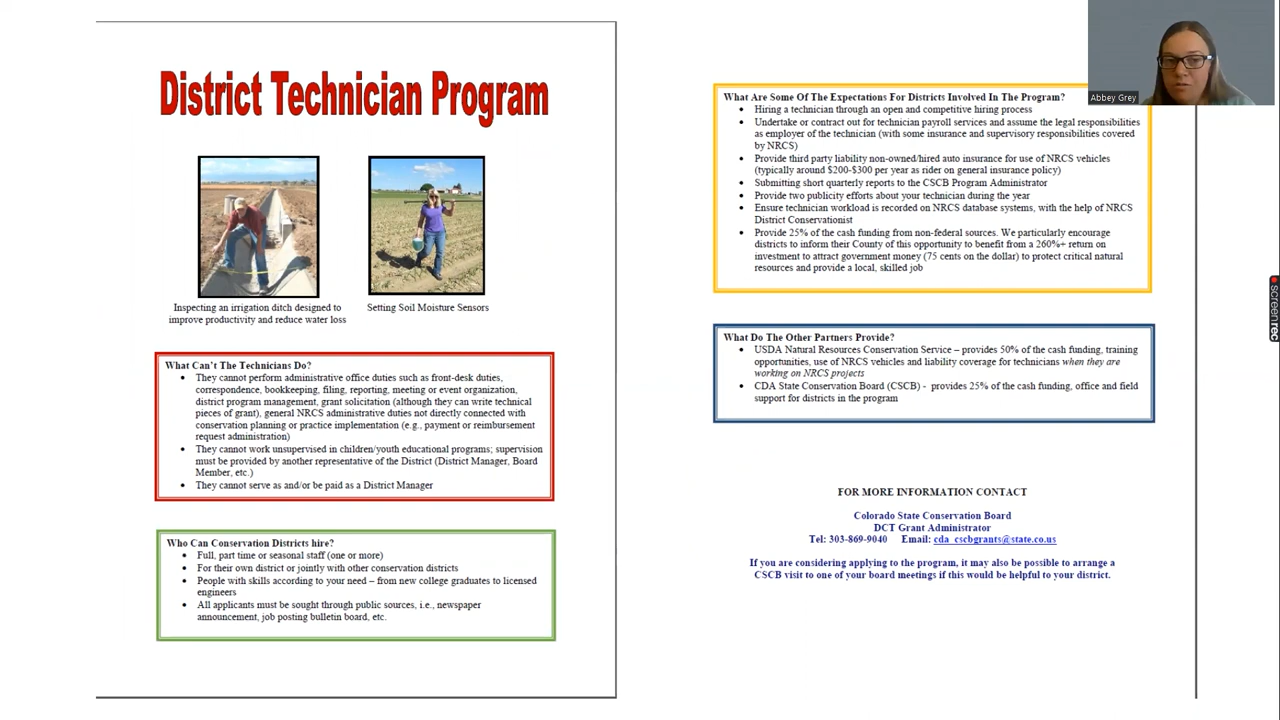 District Technician Program
Inspecting an irrigation ditch designed to
improve productivity and reduce water loss
Setting Soil Moisture Sensors
What Can't The Technicians Do?
• They cannot perform administrative office duties such as front-desk duties,
correspondence, bookkeeping, filing, reporting, meeting or event organization,
district program management, grant solicitation (although they can write technical
pieces of grant), general NRCS administrative duties not directly connected with
conservation planning or practice implementation (e.g., payment or reimbursement
request administration)
• They cannot work unsupervised in children/youth educational programs; supervision
must be provided by another representative of the District (District Manager, Board
Member, etc.)
• They cannot serve as and/or be paid as a District Manager
Who Can Conservation Districts hire?
• Full, part time or seasonal staff (one or more)
• For their own district or jointly with other conservation districts
• People with skills according to your need – from new college graduates to licensed
engineers
• All applicants must be sought through public sources, i.e., newspaper
announcement, job posting bulletin board, etc.
What Are Some Of The Expectations For Districts Involved In The Program?
• Hiring a technician through an open and competitive hiring process
• Undertake or contract out for technician payroll services and assume the legal responsibilities
as employer of the technician (with some insurance and supervisory responsibilities covered
by NRCS)
• Provide third party liability non-owned/hired auto insurance for use of NRCS vehicles
(typically around $200-$300 per year as rider on general insurance policy)
• Submitting short quarterly reports to the CSCB Program Administrator
• Provide two publicity efforts about your technician during the year
• Ensure technician workload is recorded on NRCS database systems, with the help of NRCS
District Conservationist
• Provide 25% of the cash funding from non-federal sources. We particularly encourage
districts to inform their County of this opportunity to benefit from a 260%+ return on
investment to attract government money (75 cents on the dollar) to protect critical natural
resources and provide a local, skilled job
What Do The Other Partners Provide?
• USDA Natural Resources Conservation Service – provides 50% of the cash funding, training
opportunities, use of NRCS vehicles and liability coverage for technicians when they are
working on NRCS projects
• CDA State Conservation Board (CSCB) - provides 25% of the cash funding, office and field
support for districts in the program
FOR MORE INFORMATION CONTACT
Colorado State Conservation Board
DCT Grant Administrator
Tel: 303-869-9040 Email: cda_cscbgrants@state.co.us
If you are considering applying to the program, it may also be possible to arrange a
CSCB visit to one of your board meetings if this would be helpful to your district.
Abbey Grey
screenrec